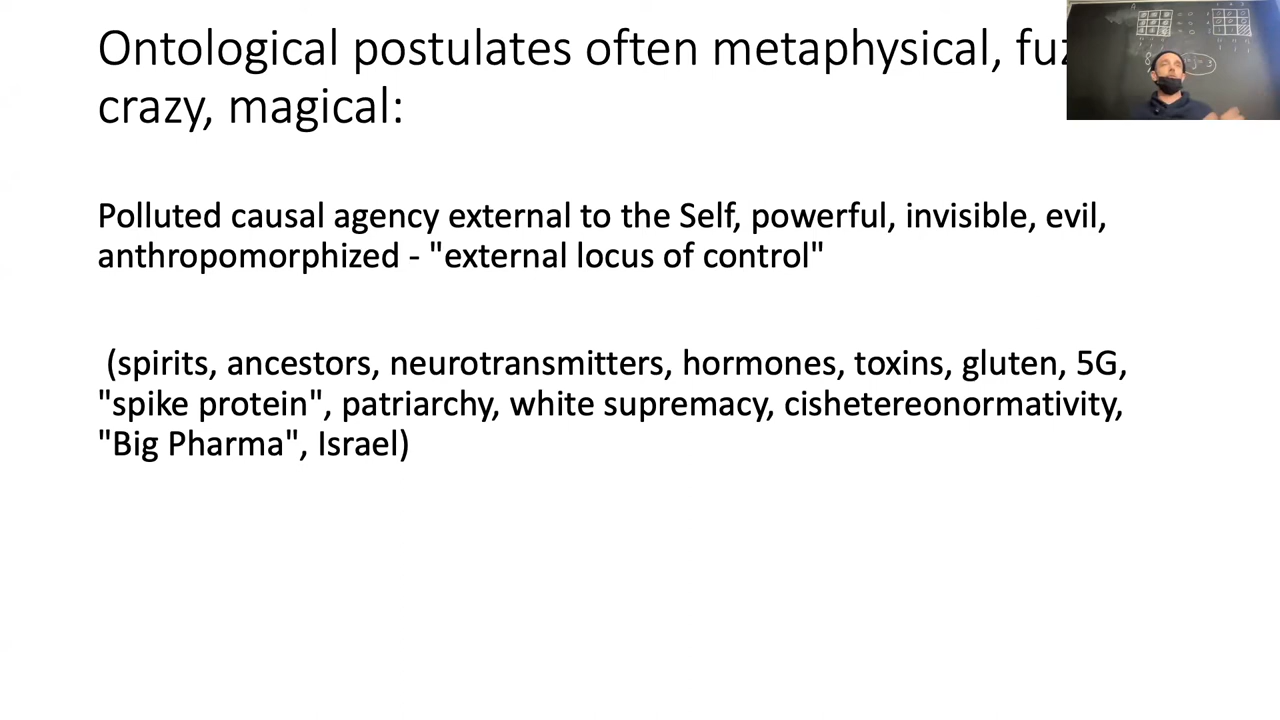 Ontological postulates often metaphysical,
crazy, magical:
Polluted causal agency external to the Self, powerful, invisible, evil,
anthropomorphized - "external locus of control"
(spirits, ancestors, neurotransmitters, hormones, toxins, gluten, 5G,
"spike protein", patriarchy, white supremacy, cishetereonormativity,
"Big Pharma", Israel)